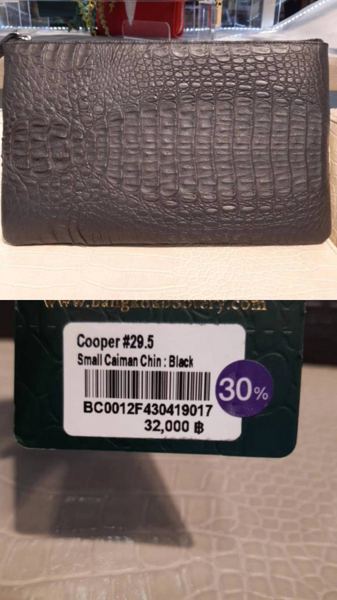 Cooper #29.5
Small Caiman Chin : Black
BC0012F430419017
32,000 ฿
30%